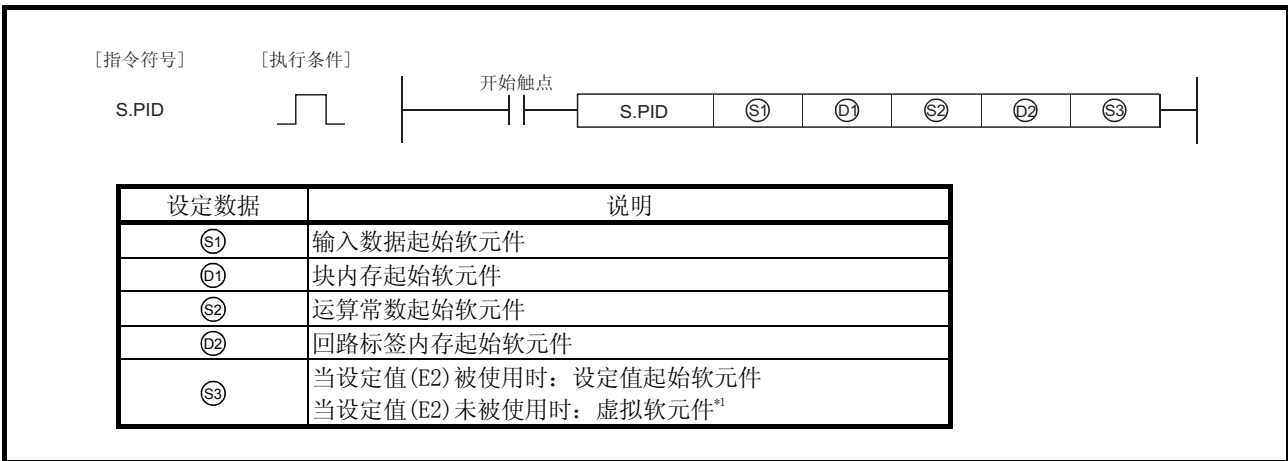 [指令符号] [执行条件]
开始触点
S.PID S.PID S1 D1 S2 D2 S3
设定数据 说明
S1 输入数据起始软元件
D1 块内存起始软元件
S2 运算常数起始软元件
D2 回路标签内存起始软元件
S3 当设定值(E2)被使用时：设定值起始软元件
当设定值(E2)未被使用时：虚拟软元件*1